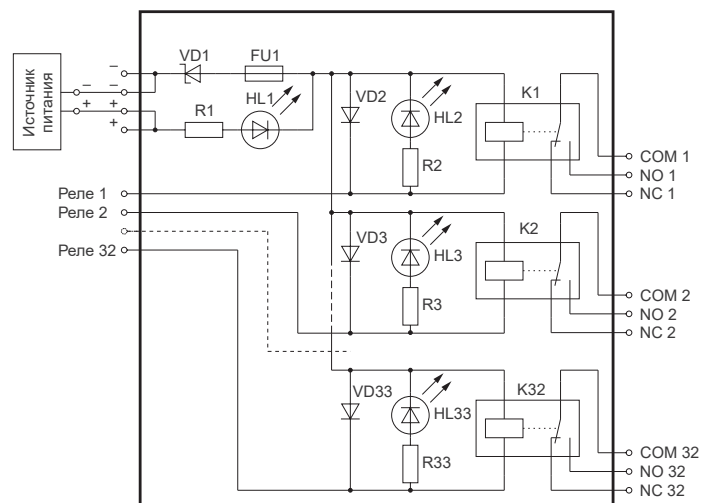 Источник
питания
–
–
–
+
+
+
VD1
FU1
R1
HL1
VD2
HL2
R2
K1
COM 1
NO 1
NC 1
Реле 1
Реле 2
Реле 32
VD3
HL3
R3
K2
COM 2
NO 2
NC 2
VD33
HL33
R33
K32
COM 32
NO 32
NC 32